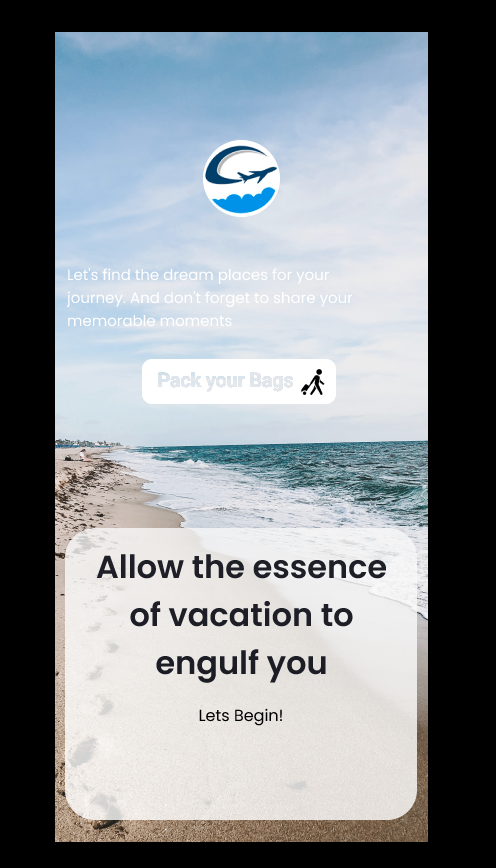 Let's find the dream places for your
journey. And don't forget to share your
memorable moments
Pack your Bags
Allow the essence
of vacation to
engulf you
Lets Begin!